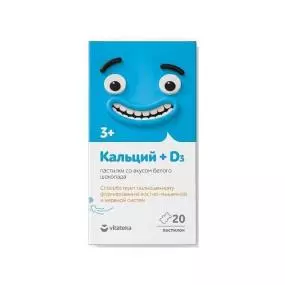 3+
Кальций + D3
пастилки со вкусом белого
шоколада
Способствует полноценному
формированию костно-мышечной
и нервной систем
vitateka
20
пастилок